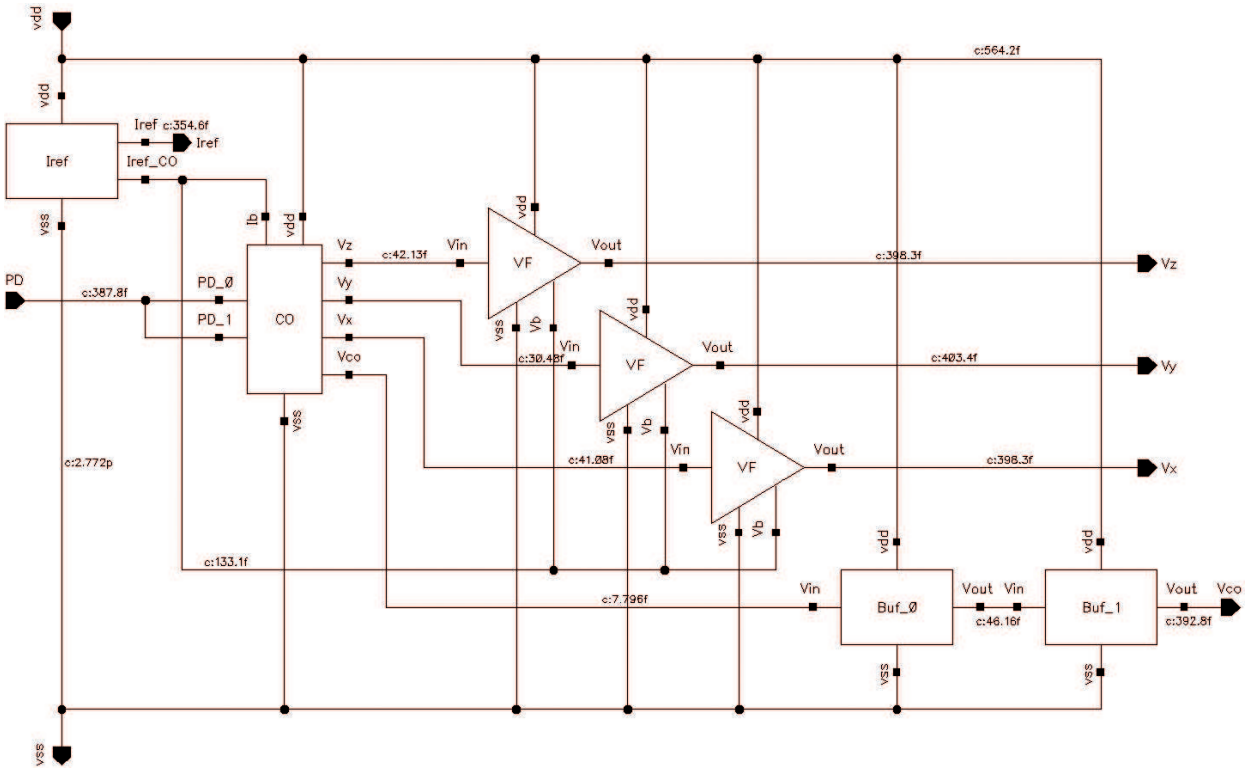 vdd
c:564.2f
vdd
Iref c:354.6f
Iref
Iref
Iref_CO
vss
Ib
vdd
vdd
vdd
vdd
PD
c:387.8f
PD_0
PD_1
CO
Vz
c:42.13f
Vin
VF
Vout
c:398.3f
Vz
Vy
Vx
Vco
vss
Vb
c:30.48f
Vin
VF
Vout
c:403.4f
Vy
vss
vss
Vb
c:2.772p
c:41.08f
Vin
VF
Vout
c:398.3f
Vx
vss
Vb
c:133.1f
vdd
vdd
c:7.796f
Vin
Buf_0
Vout
Vin
c:46.16f
Buf_1
Vout
Vco
c:392.8f
vss
vss
vss